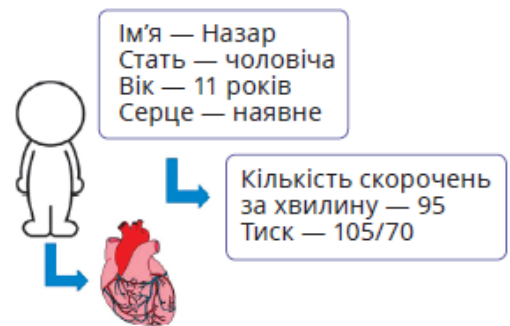 Ім’я — Назар
Стать — чоловіча
Вік — 11 років
Серце — наявне
Кількість скорочень
за хвилину — 95
Тиск — 105/70